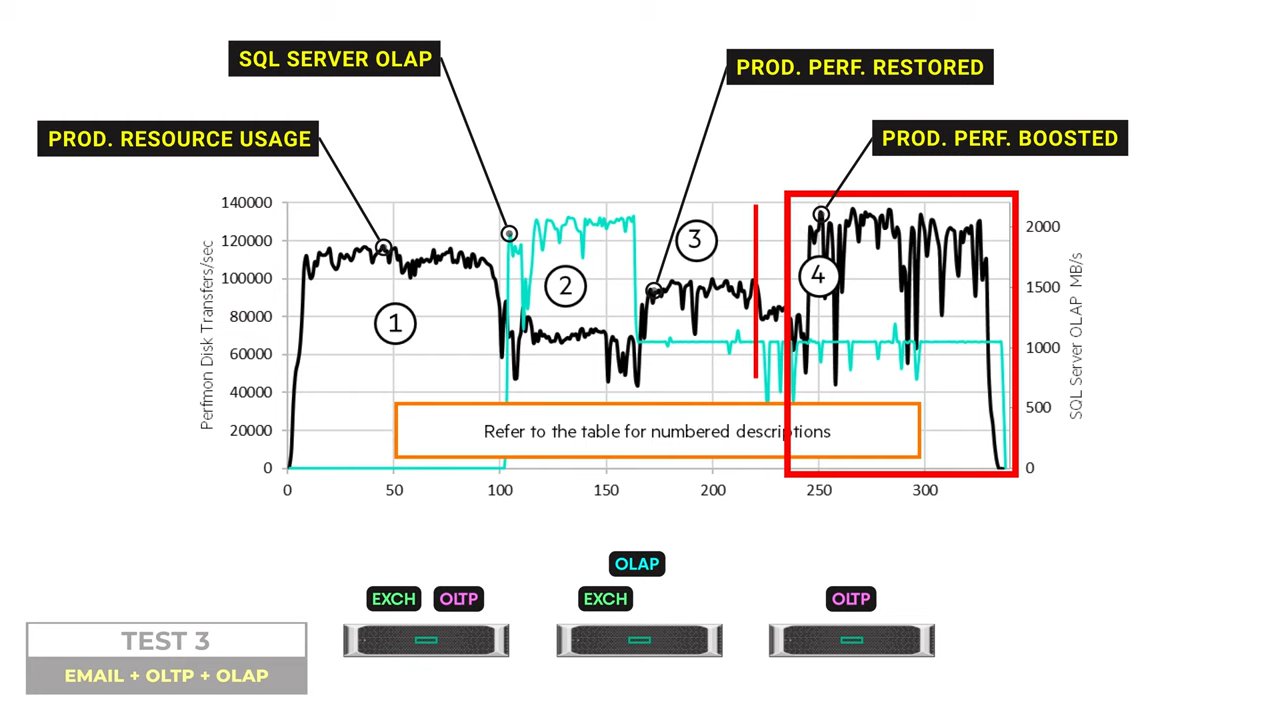 SQL SERVER OLAP
PROD. PERF. RESTORED
PROD. RESOURCE USAGE
PROD. PERF. BOOSTED
Perfmon Disk Transfers/sec
140000
120000
100000
80000
60000
40000
20000
0
1
2
3
4
2000
1500
1000
500
0
SQL Server OLAP MB/s
Refer to the table for numbered descriptions
0 50 100 150 200 250 300
OLAP
EXCH OLTP EXCH OLTP
TEST 3
EMAIL + OLTP + OLAP